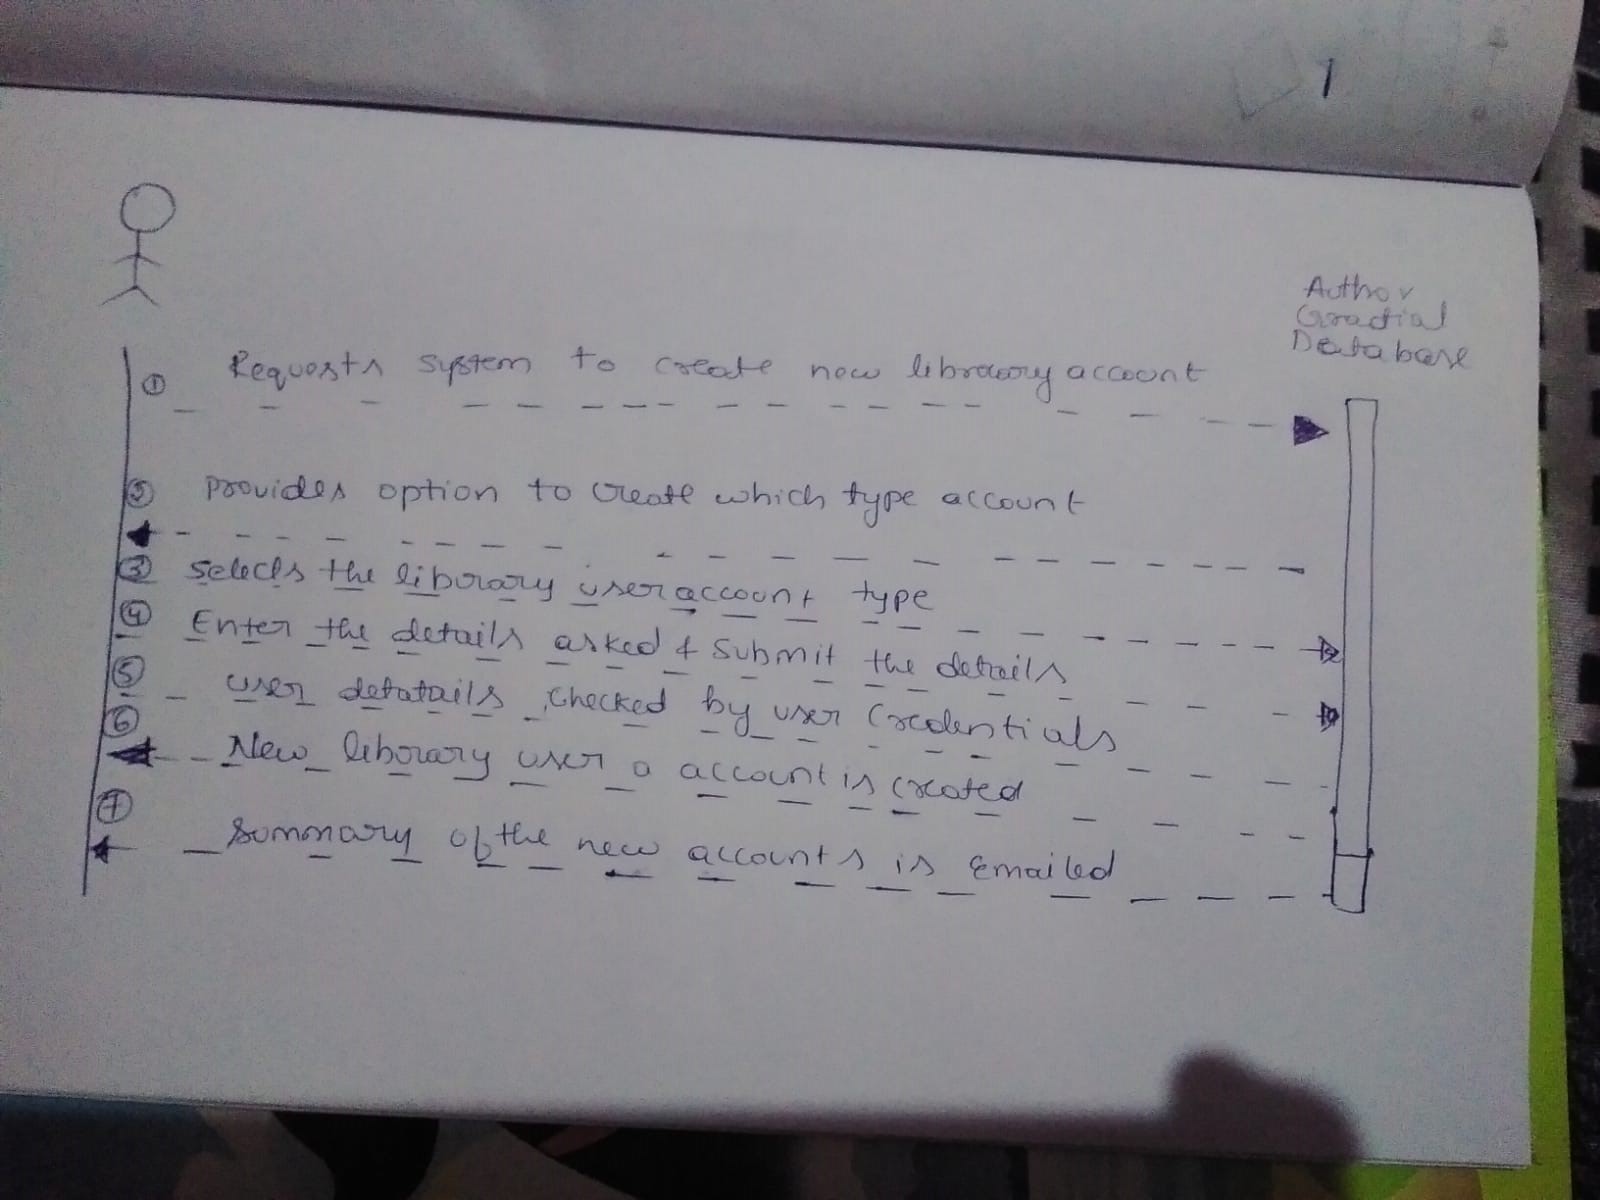 1
Author
Database
① Requests system to create new library account
provides option to create which type account
③ selects the library user account type
④ Enter the details asked & submit the details
⑤ user detatails checked by user Credentials
⑥ New library user a account is created
⑦ Summary of the new accounts is Emailed